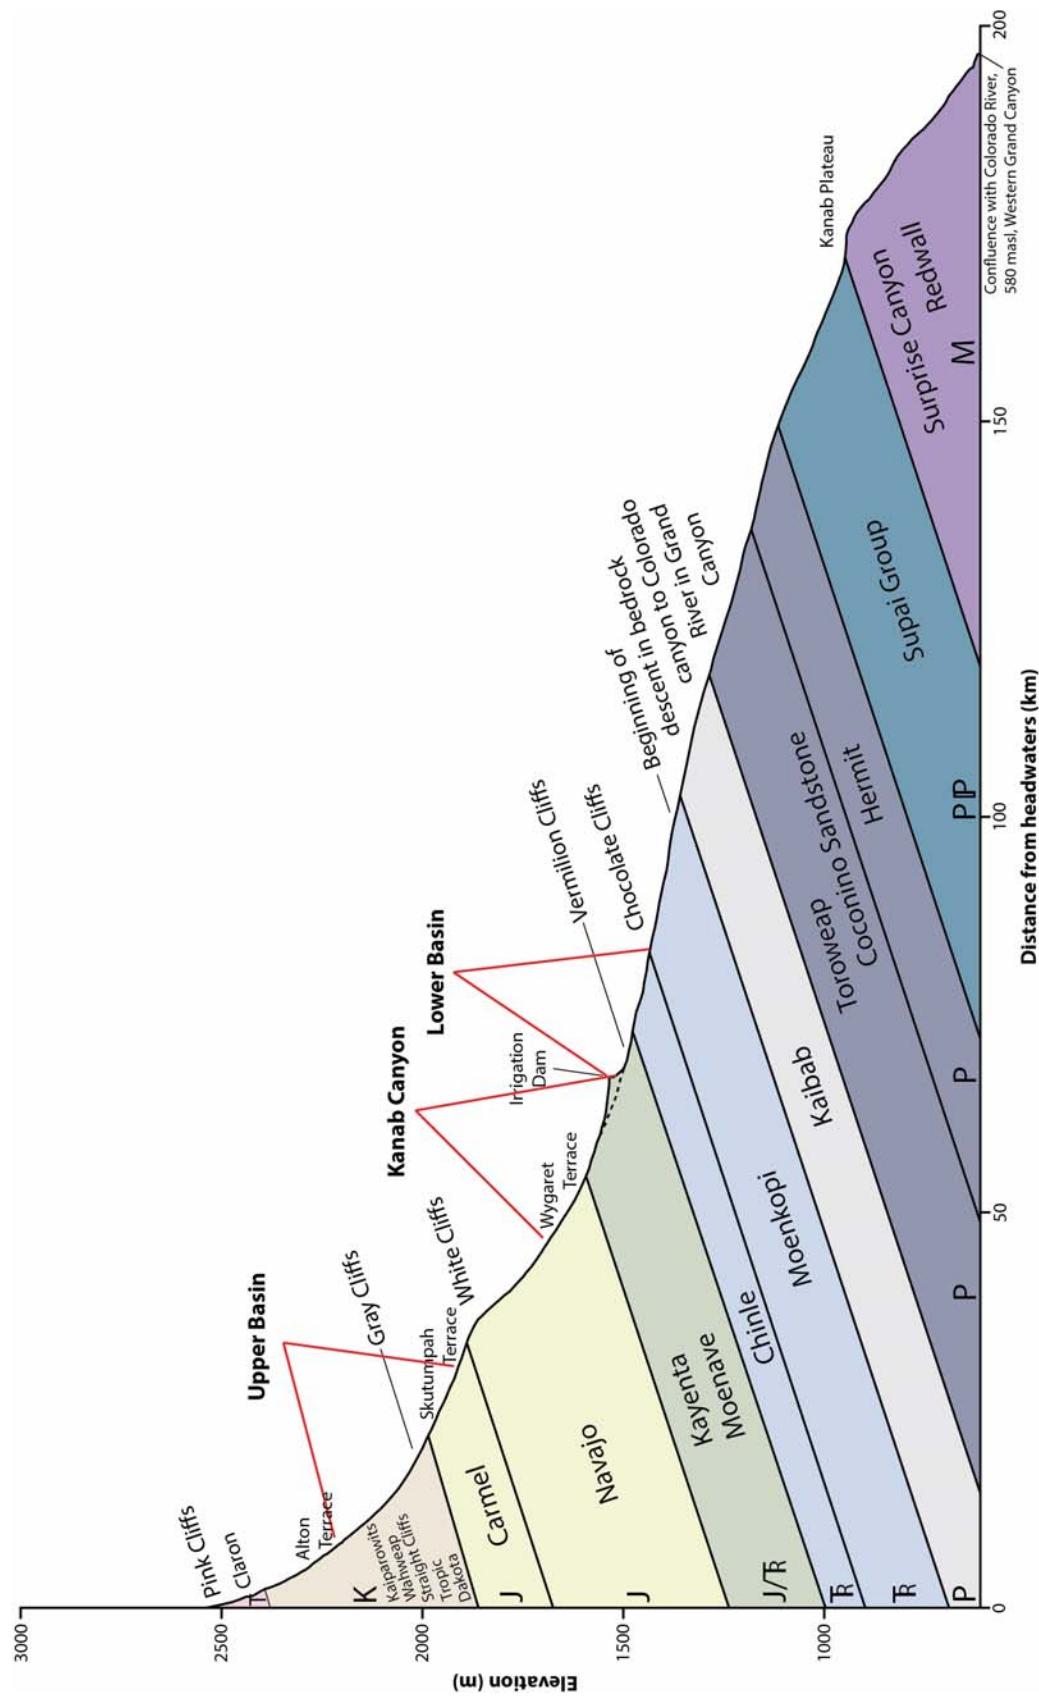 3000
2500
2000
1500
1000
Elevation (m)
0
50
100
150
200
Distance from headwaters (km)
Upper Basin
Kanab Canyon
Lower Basin
Pink Cliffs
Claron
Alton
Terrace
Gray Cliffs
Skutumpah
Terrace
White Cliffs
Wygaret
Terrace
Irrigation
Dam
Vermilion Cliffs
Chocolate Cliffs
Beginning of
descent in bedrock
canyon to Colorado
River in Grand
Canyon
Kanab Plateau
Confluence with Colorado River,
580 masl, Western Grand Canyon
T
K
Kaiparowits
Wahweap
Straight Cliffs
Tropic
Dakota
J
Carmel
J
Navajo
J/TR
Kayenta
Moenave
TR
Chinle
TR
Moenkopi
P
Kaibab
P
Toroweap
Coconino Sandstone
P
Hermit
PIP
Supai Group
M
Surprise Canyon
Redwall